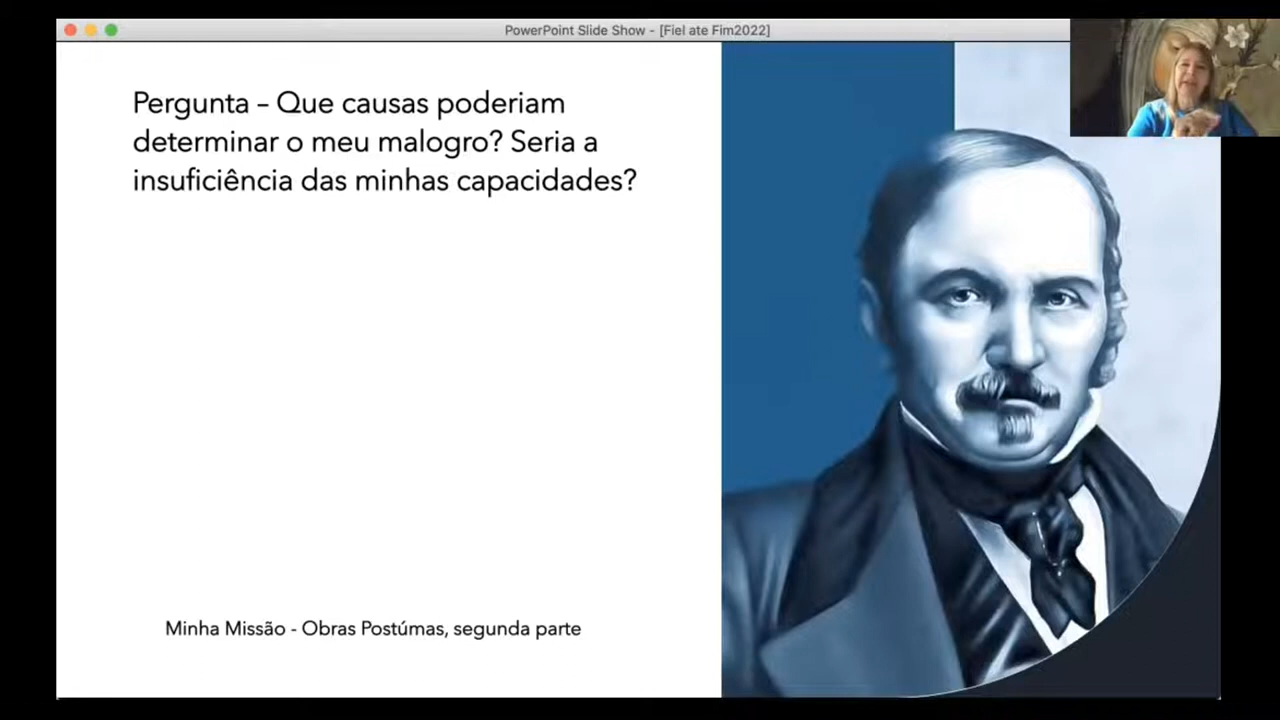 PowerPoint Slide Show - [Fiel ate Fim2022]
Pergunta – Que causas poderiam
determinar o meu malogro? Seria a
insuficiência das minhas capacidades?
Minha Missão - Obras Postúmas, segunda parte